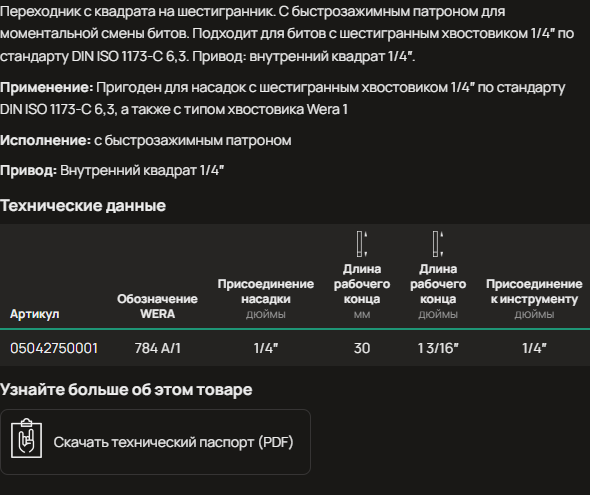 Переходник с квадрата на шестигранник. С быстрозажимным патроном для
моментальной смены битов. Подходит для битов с шестигранным хвостовиком 1/4″ по
стандарту DIN ISO 1173-C 6,3. Привод: внутренний квадрат 1/4″.
Применение: Пригоден для насадок с шестигранным хвостовиком 1/4″ по стандарту
DIN ISO 1173-C 6,3, а также с типом хвостовика Wera 1
Исполнение: с быстрозажимным патроном
Привод: Внутренний квадрат 1/4″
Технические данные
Артикул
Обозначение
WERA
Присоединение
насадки
дюймы
Длина
рабочего
конца
мм
Длина
рабочего
конца
дюймы
Присоединение
к инструменту
дюймы
05042750001 784 A/1 1/4″ 30 1 3/16″ 1/4″
Узнайте больше об этом товаре
Скачать технический паспорт (PDF)